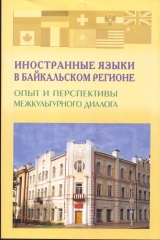 ИНОСТРАННЫЕ ЯЗЫКИ
В БАЙКАЛЬСКОМ РЕГИОНЕ
ОПЫТ И ПЕРСПЕКТИВЫ
МЕЖКУЛЬТУРНОГО ДИАЛОГА